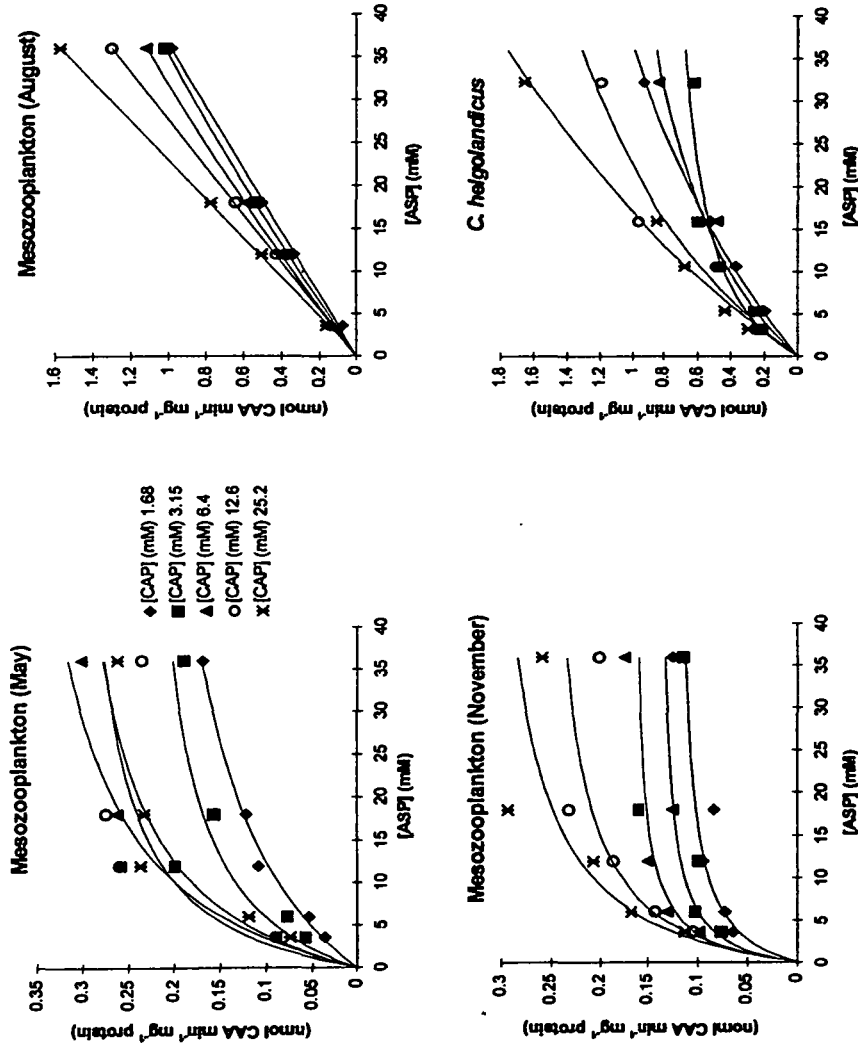 Mesozooplankton (May)
0.35
0.3
0.25
0.2
0.15
0.1
0.05
0
(nmol CAA min⁻¹ mg⁻¹ protein)
0 5 10 15 20 25 30 35 40
[ASP] (mM)
[CAP] (mM) 1.68
[CAP] (mM) 3.15
[CAP] (mM) 6.4
[CAP] (mM) 12.6
[CAP] (mM) 25.2
Mesozooplankton (August)
1.6
1.4
1.2
1
0.8
0.6
0.4
0.2
0
(nmol CAA min⁻¹ mg⁻¹ protein)
0 5 10 15 20 25 30 35 40
[ASP] (mM)
Mesozooplankton (November)
0.3
0.25
0.2
0.15
0.1
0.05
0
(noml CAA min⁻¹ mg⁻¹ protein)
0 5 10 15 20 25 30 35 40
[ASP] (mM)
C. helgolandicus
1.8
1.6
1.4
1.2
1
0.8
0.6
0.4
0.2
0
(nmol CAA min⁻¹ mg⁻¹ protein)
0 5 10 15 20 25 30 35 40
[ASP] (mM)